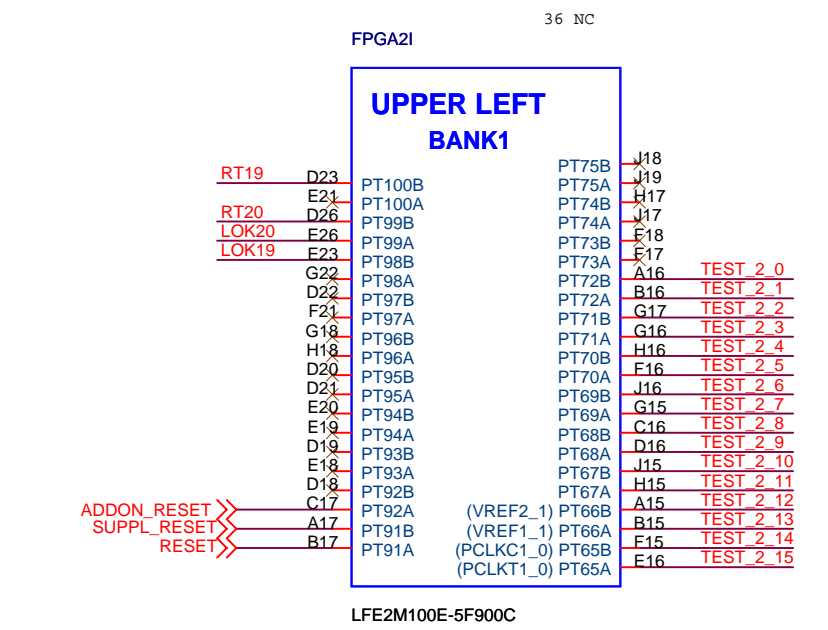 36 NC
FPGA2I
UPPER LEFT
BANK1
PT75B J18
RT19 D23 PT100B PT75A J19
E21 PT100A PT74B H17
RT20 D26 PT99B PT74A J17
LOK20 E26 PT99A PT73B F18
LOK19 E23 PT98B PT73A F17
G22 PT98A PT72B A16 TEST_2_0
D22 PT97B PT72A B16 TEST_2_1
F21 PT97A PT71B G17 TEST_2_2
G18 PT96B PT71A G16 TEST_2_3
H18 PT96A PT70B H16 TEST_2_4
D20 PT95B PT70A F16 TEST_2_5
D21 PT95A PT69B J16 TEST_2_6
E20 PT94B PT69A G15 TEST_2_7
E19 PT94A PT68B C16 TEST_2_8
D19 PT93B PT68A D16 TEST_2_9
E18 PT93A PT67B J15 TEST_2_10
D18 PT92B PT67A H15 TEST_2_11
ADDON_RESET C17 PT92A (VREF2_1) PT66B A15 TEST_2_12
SUPPL_RESET A17 PT91B (VREF1_1) PT66A B15 TEST_2_13
RESET B17 PT91A (PCLKC1_0) PT65B F15 TEST_2_14
(PCLKT1_0) PT65A E16 TEST_2_15
LFE2M100E-5F900C